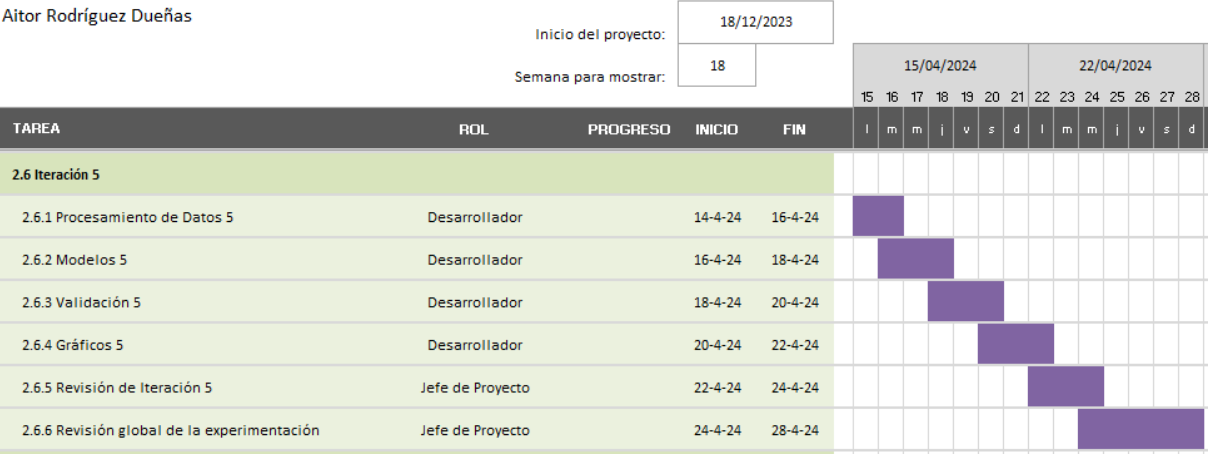 Aitor Rodríguez Dueñas
Inicio del proyecto: 18/12/2023
Semana para mostrar: 18
15/04/2024 22/04/2024
15 16 17 18 19 20 21 22 23 24 25 26 27 28
TAREA ROL PROGRESO INICIO FIN l m m j v s d l m m j v s d
2.6 Iteración 5
2.6.1 Procesamiento de Datos 5 Desarrollador 14-4-24 16-4-24
2.6.2 Modelos 5 Desarrollador 16-4-24 18-4-24
2.6.3 Validación 5 Desarrollador 18-4-24 20-4-24
2.6.4 Gráficos 5 Desarrollador 20-4-24 22-4-24
2.6.5 Revisión de Iteración 5 Jefe de Proyecto 22-4-24 24-4-24
2.6.6 Revisión global de la experimentación Jefe de Proyecto 24-4-24 28-4-24